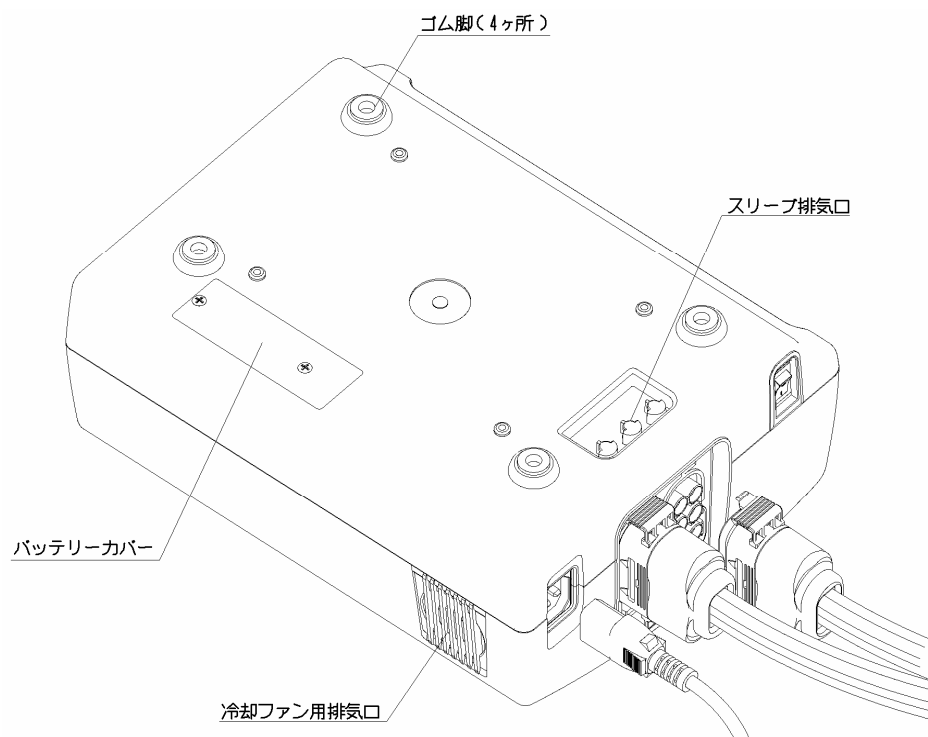 ゴム脚(4ヶ所)
スリーブ排気口
バッテリーカバー
冷却ファン用排気口